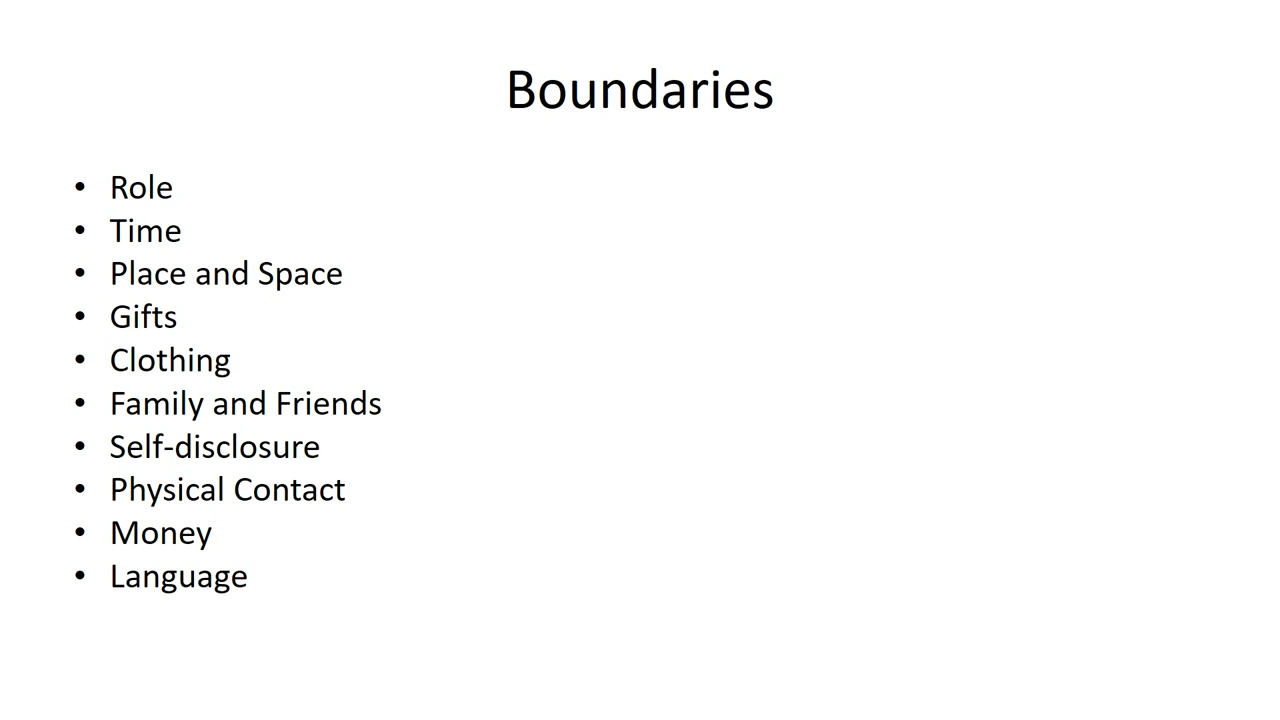 Boundaries
• Role
• Time
• Place and Space
• Gifts
• Clothing
• Family and Friends
• Self-disclosure
• Physical Contact
• Money
• Language